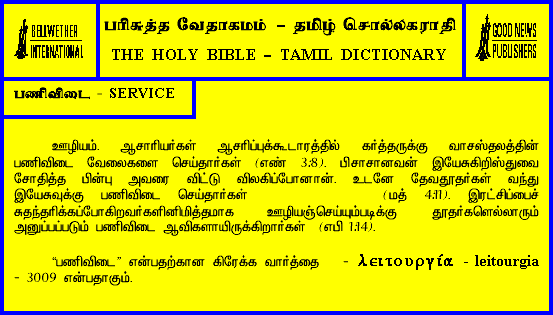 BELLWETHER
INTERNATIONAL
பரிசுத்த வேதாகமம் – தமிழ் சொல்லகராதி
THE HOLY BIBLE – TAMIL DICTIONARY
GOOD NEWS
PUBLISHERS
பணிவிடை - SERVICE
ஊழியம். ஆசாரியர்கள் ஆசரிப்புக்கூடாரத்தில் கர்த்தருக்கு வாசஸ்தலத்தின்
பணிவிடை வேலைகளை செய்தார்கள் (எண் 3:8). பிசாசானவன் இயேசுகிறிஸ்துவை
சோதித்த பின்பு அவரை விட்டு விலகிப்போனான். உடனே தேவதூதர்கள் வந்து
இயேசுவுக்கு பணிவிடை செய்தார்கள் (மத் 4:11). இரட்சிப்பைச்
சுதந்தரிக்கப்போகிறவர்களினிமித்தமாக ஊழியஞ்செய்யும்படிக்கு தூதர்களெல்லாரும்
அனுப்பப்படும் பணிவிடை ஆவிகளாயிருக்கிறார்கள் (எபி 1:14).
“பணிவிடை” என்பதற்கான கிரேக்க வார்த்தை - λειτουργία - leitourgia
- 3009 என்பதாகும்.